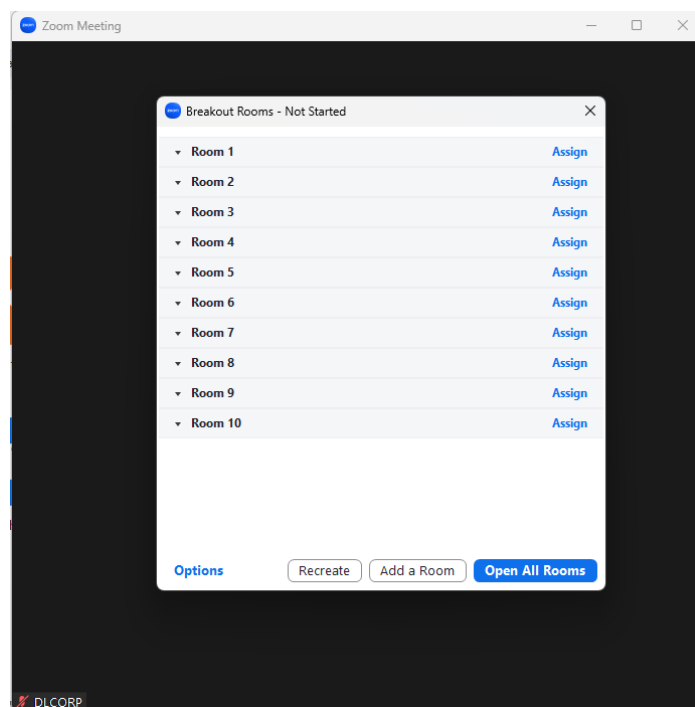 zoom Zoom Meeting
zoom Breakout Rooms - Not Started
Room 1 Assign
Room 2 Assign
Room 3 Assign
Room 4 Assign
Room 5 Assign
Room 6 Assign
Room 7 Assign
Room 8 Assign
Room 9 Assign
Room 10 Assign
Options Recreate Add a Room Open All Rooms
DLCORP